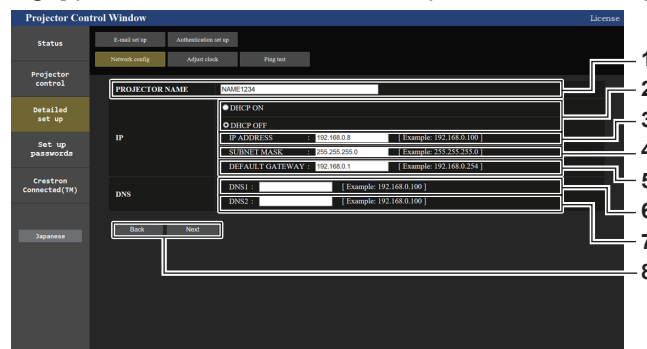 Projector Control Window License
Status
E-mail set up Authentication set up
Network config Adjust clock Ping test
Projector
control
PROJECTOR NAME NAME1234
1
DHCP ON
2
Detailed
set up
DHCP OFF
IP
IP ADDRESS : 192.168.0.8 [ Example: 192.168.0.100 ]
3
SUBNET MASK : 255.255.255.0 [ Example: 255.255.255.0 ]
4
DEFAULT GATEWAY : 192.168.0.1 [ Example: 192.168.0.254 ]
5
Set up
passwords
Crestron
Connected(TM)
DNS
DNS1 : [ Example: 192.168.0.100 ]
6
DNS2 : [ Example: 192.168.0.100 ]
7
Japanese
Back Next
8